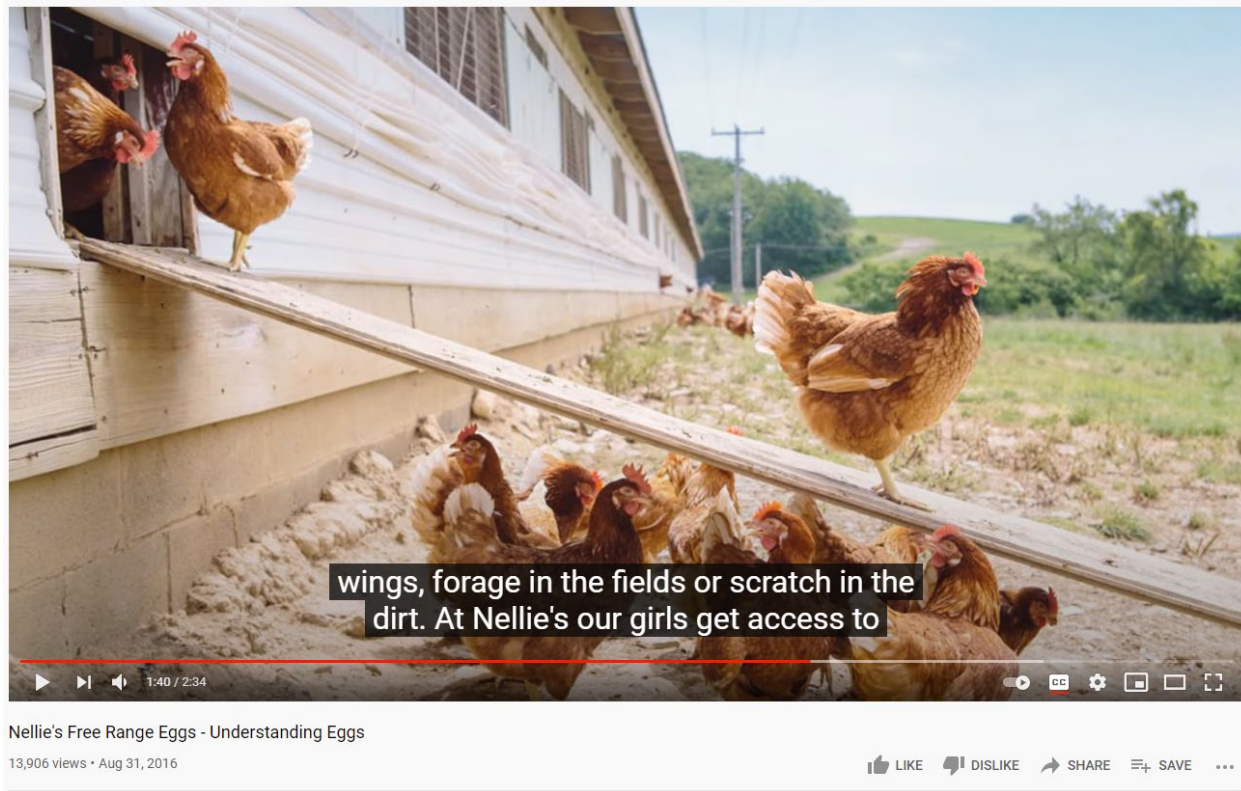 wings, forage in the fields or scratch in the
dirt. At Nellie's our girls get access to
1:40 / 2:34
CC
Nellie's Free Range Eggs - Understanding Eggs
13,906 views • Aug 31, 2016
LIKE DISLIKE SHARE SAVE